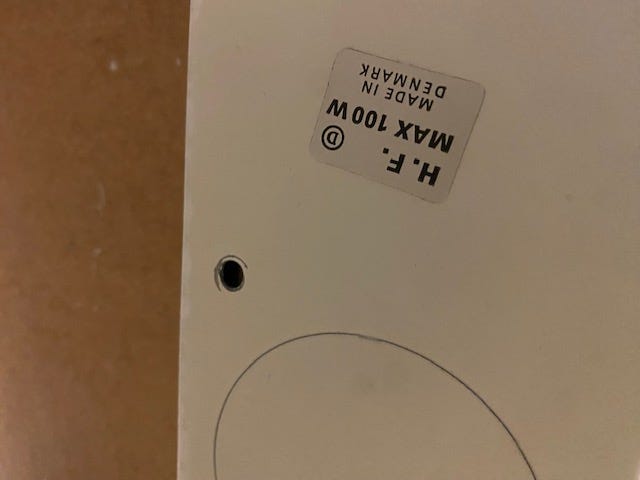 H.F.
MAX 100W
Ⓓ
MADE IN
DENMARK